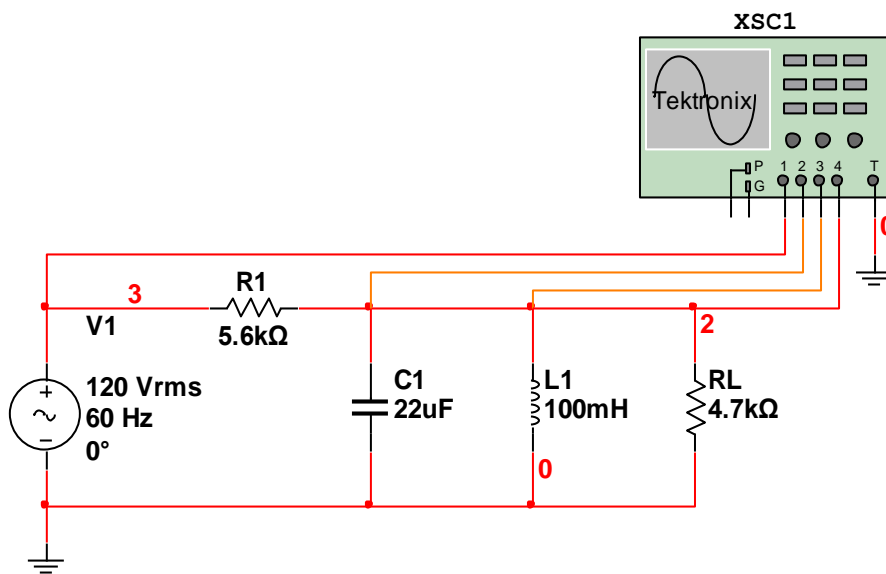 XSC1
Tektronix
P
G
1 2 3 4 T
0
3
R1
5.6kΩ
V1
2
120 Vrms
60 Hz
0°
C1
22uF
L1
100mH
RL
4.7kΩ
0